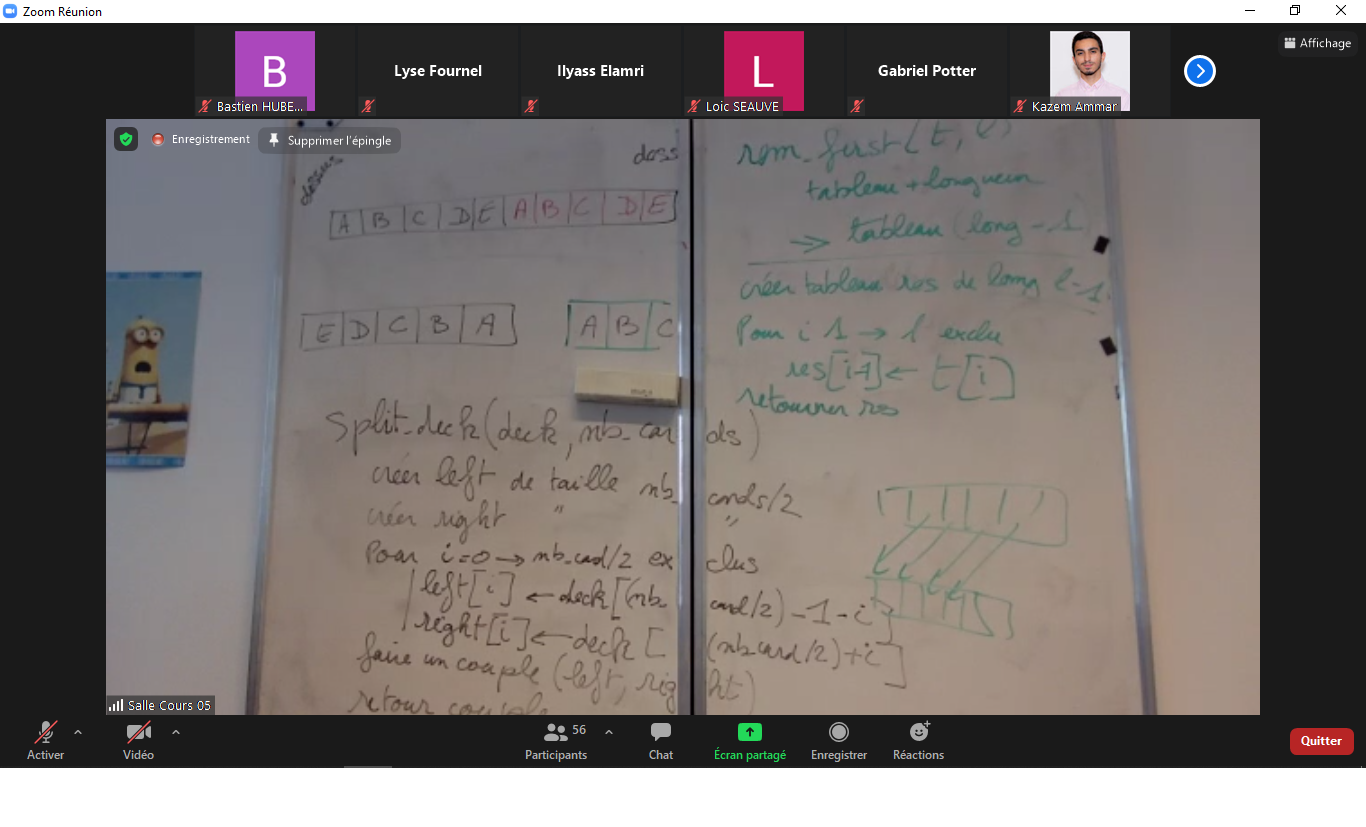 Zoom Réunion
Affichage
B
L
Bastien HUBE...
Lyse Fournel
Ilyass Elamri
Loic SEAUVE
Gabriel Potter
Kazem Ammar
Enregistrement
Supprimer l'épingle
dessus
dess
A B C D E A B C D E
E D C B A
A B C
Split_deck(deck, nb_cards)
créer left de taille nb_cards/2
créer right " "
Pour i=0 → nb_card/2 exclus
left[i] ← deck[(nb_card/2)-1-i]
right[i] ← deck[(nb_card/2)+i]
faire un couple (left, right)
retour couple
rem_first(t, l)
tableau + longueur
=> tableau (long - 1)
créer tableau res de long l-1.
Pour i 1 → l exclu
res[i-1] ← t[i]
retourner res
Salle Cours 05
Activer
Vidéo
Participants
56
Chat
Écran partagé
Enregistrer
Réactions
Quitter